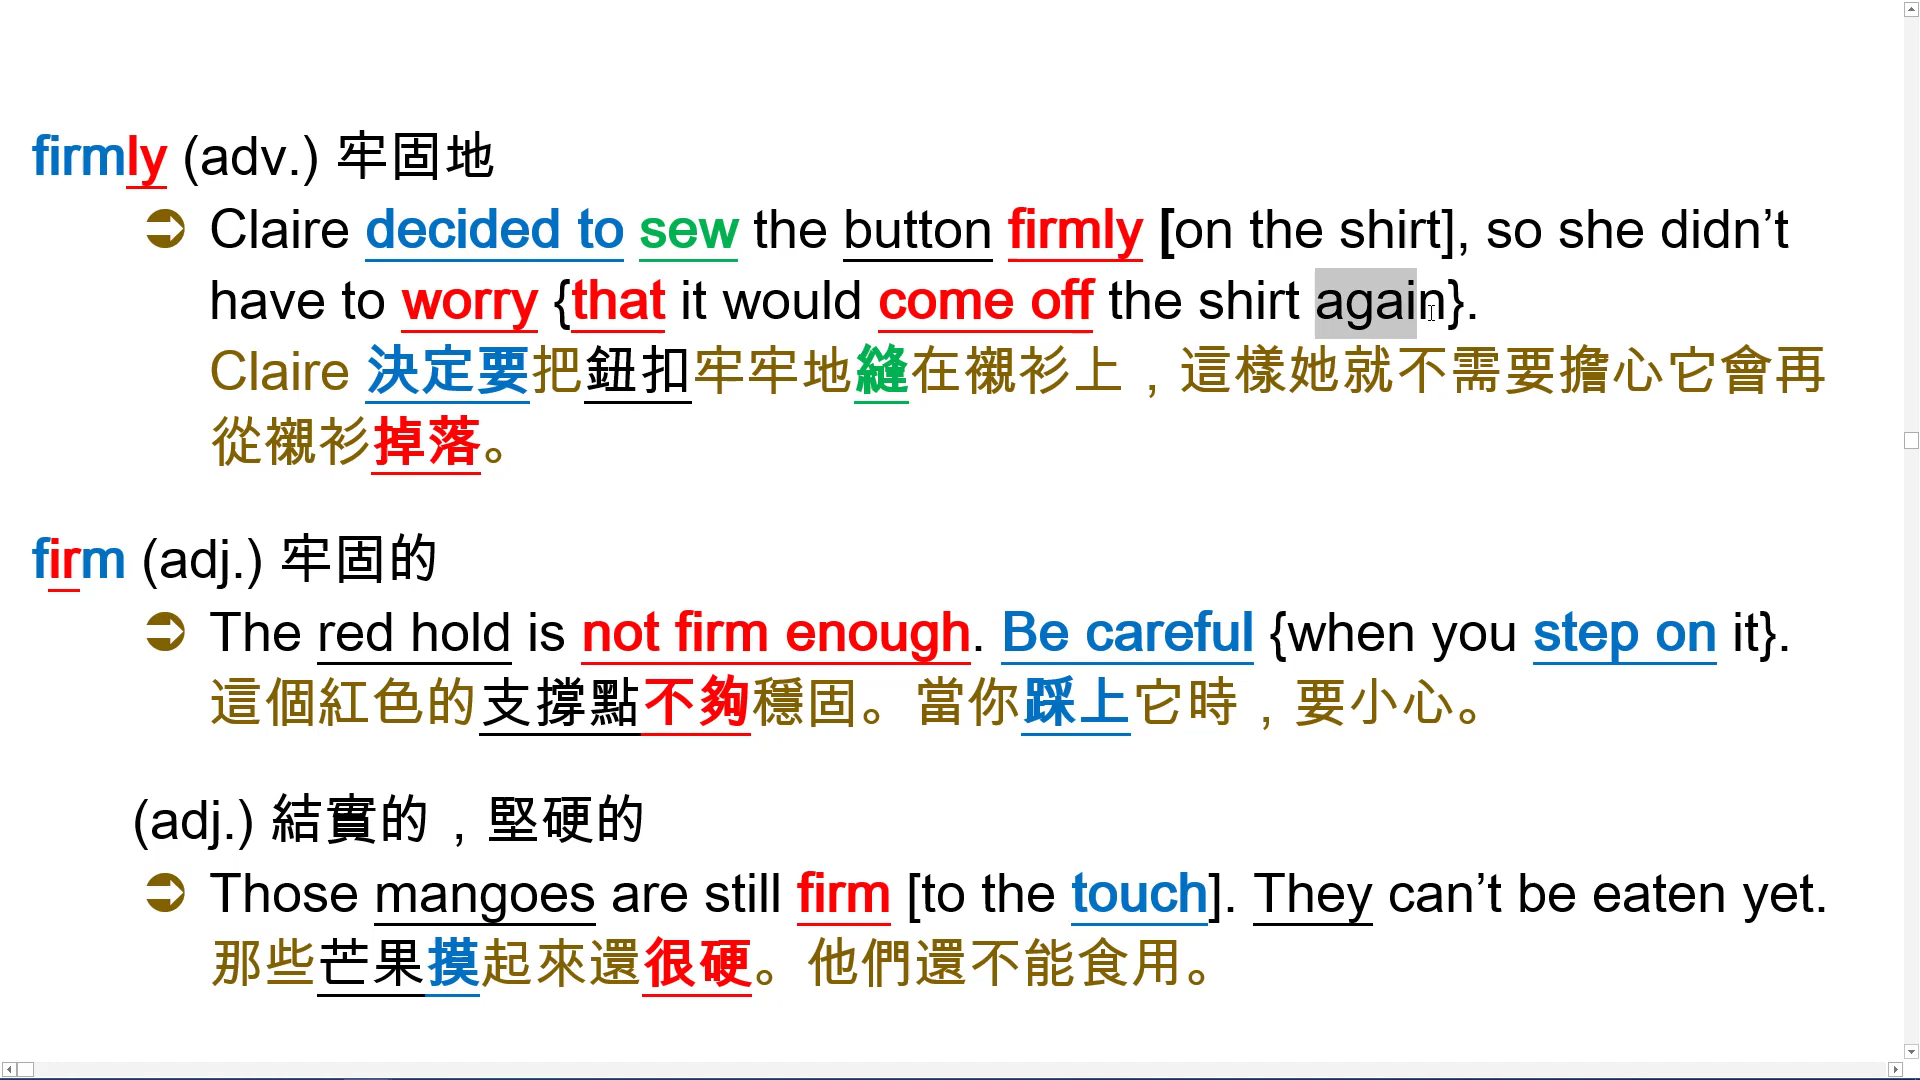 firmly (adv.) 牢固地
➲ Claire decided to sew the button firmly [on the shirt], so she didn’t
have to worry {that it would come off the shirt again}.
Claire 決定要把鈕扣牢牢地縫在襯衫上，這樣她就不需要擔心它會再
從襯衫掉落。
firm (adj.) 牢固的
➲ The red hold is not firm enough. Be careful {when you step on it}.
這個紅色的支撐點不夠穩固。當你踩上它時，要小心。
(adj.) 結實的，堅硬的
➲ Those mangoes are still firm [to the touch]. They can’t be eaten yet.
那些芒果摸起來還很硬。他們還不能食用。